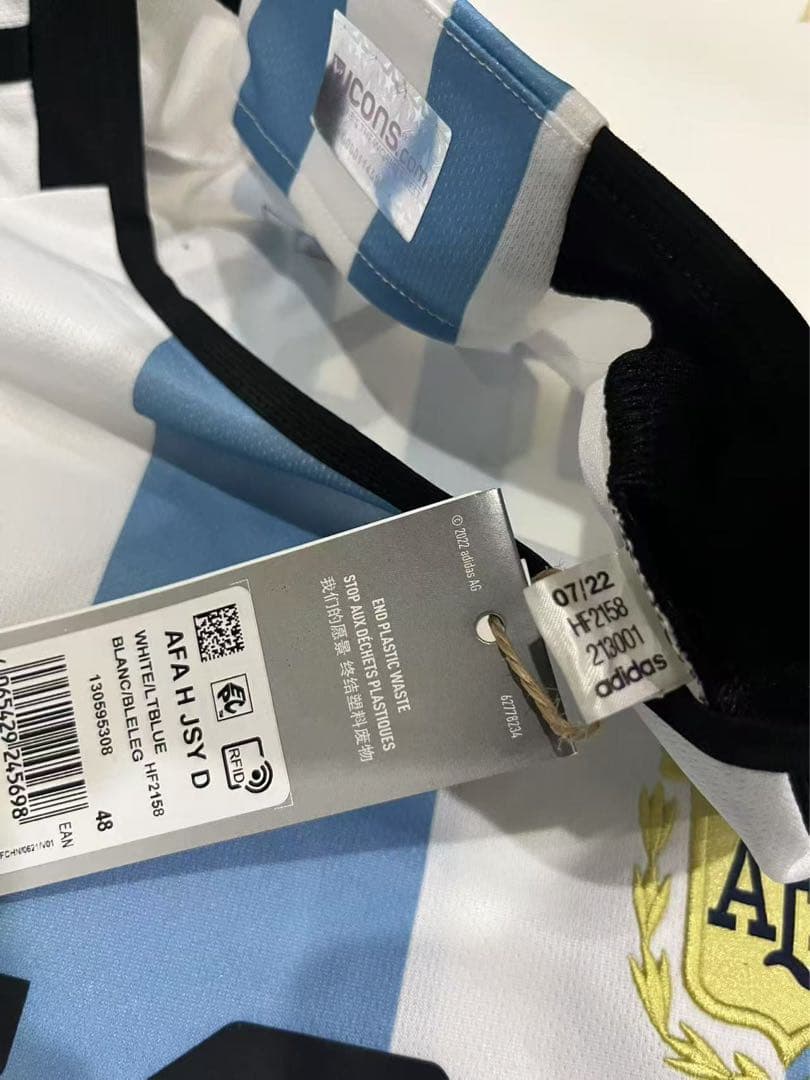 icons.com
© 2022 adidas AG
END PLASTIC WASTE
STOP AUX DÉCHETS PLASTIQUES
我们的愿景 终结塑料废物
62778234
07/22
HF2158
213001
adidas
RFID
AFA H JSY D
WHITE/LTBLUE HF2158
BLANC/BLELEG
130595308
48
EAN
4065429245698